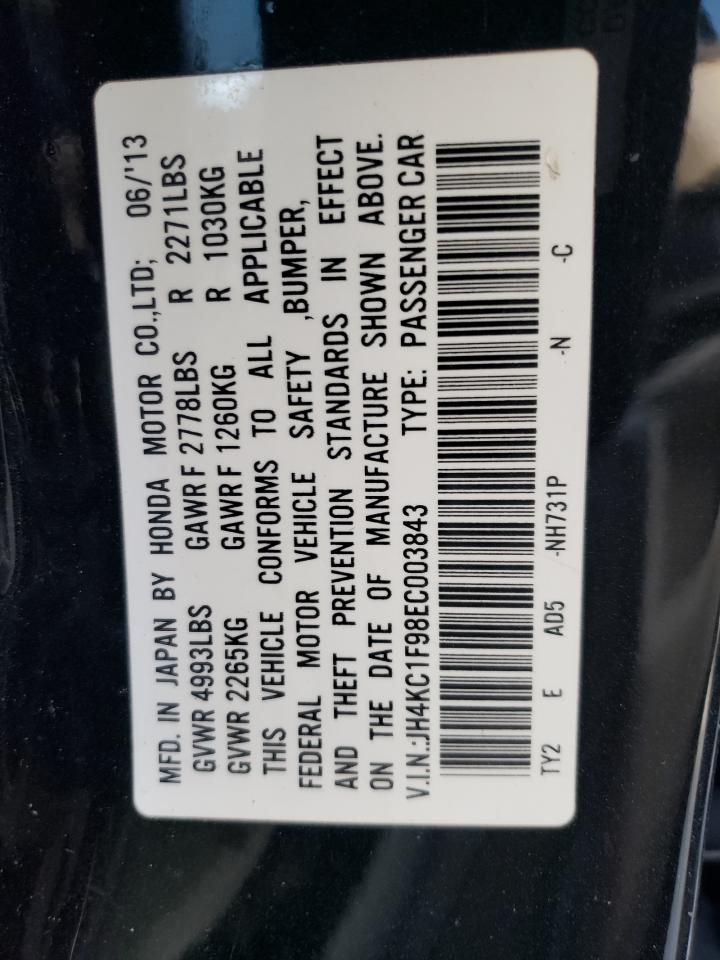 MFD. IN JAPAN BY HONDA MOTOR CO.,LTD; 06/'13
GVWR 4993LBS GAWR F 2778LBS R 2271LBS
GVWR 2265KG GAWR F 1260KG R 1030KG
THIS VEHICLE CONFORMS TO ALL APPLICABLE
FEDERAL MOTOR VEHICLE SAFETY ,BUMPER,
AND THEFT PREVENTION STANDARDS IN EFFECT
ON THE DATE OF MANUFACTURE SHOWN ABOVE.
V.I.N.:JH4KC1F98EC003843 TYPE: PASSENGER CAR
TY2 E AD5 -NH731P -N -C